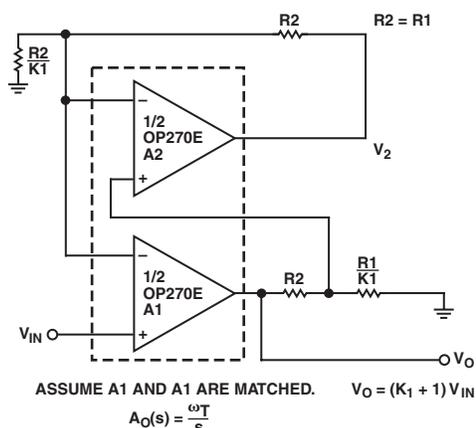 R2
R2 = R1
R2
K1
−
1/2
OP270E
A2
+
V2
−
1/2
OP270E
A1
+
R2
R1
K1
VIN
VO
ASSUME A1 AND A1 ARE MATCHED.
VO = (K1 + 1) VIN
AO(s) = ωT
s